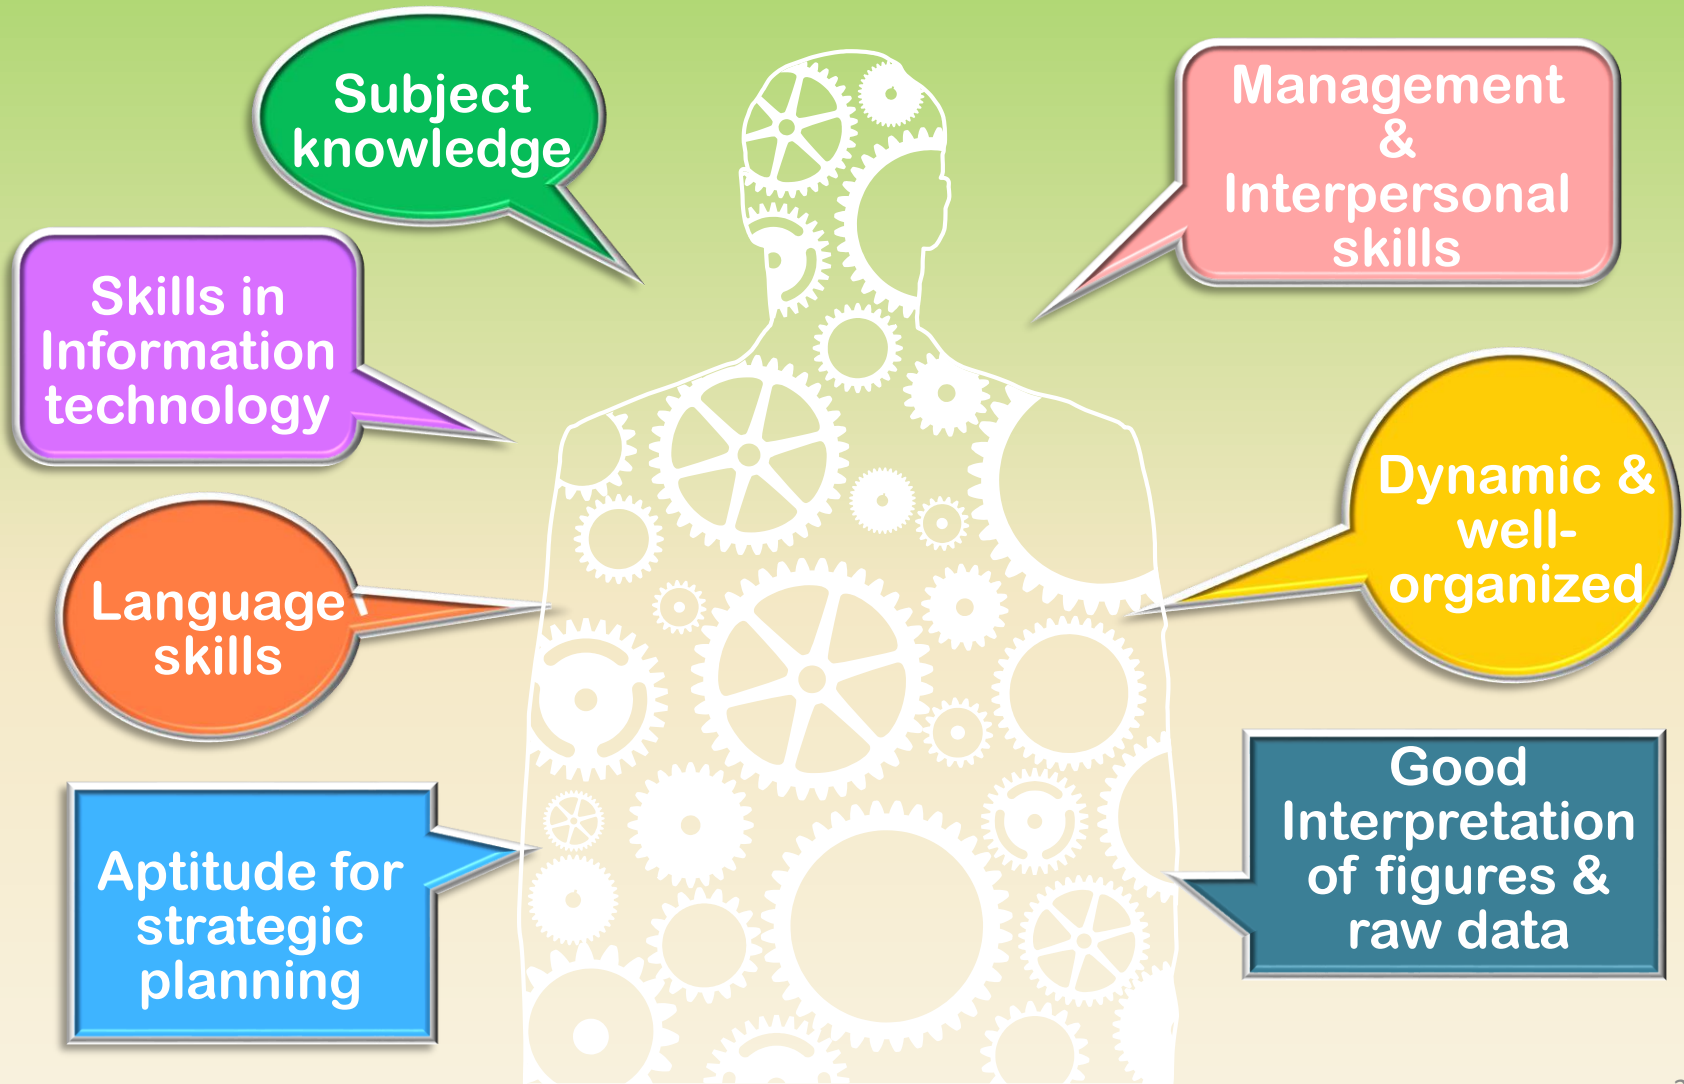 Subject
knowledge
Management
&
Interpersonal
skills
Skills in
Information
technology
Dynamic &
well-
organized
Language
skills
Good
Interpretation
of figures &
raw data
Aptitude for
strategic
planning